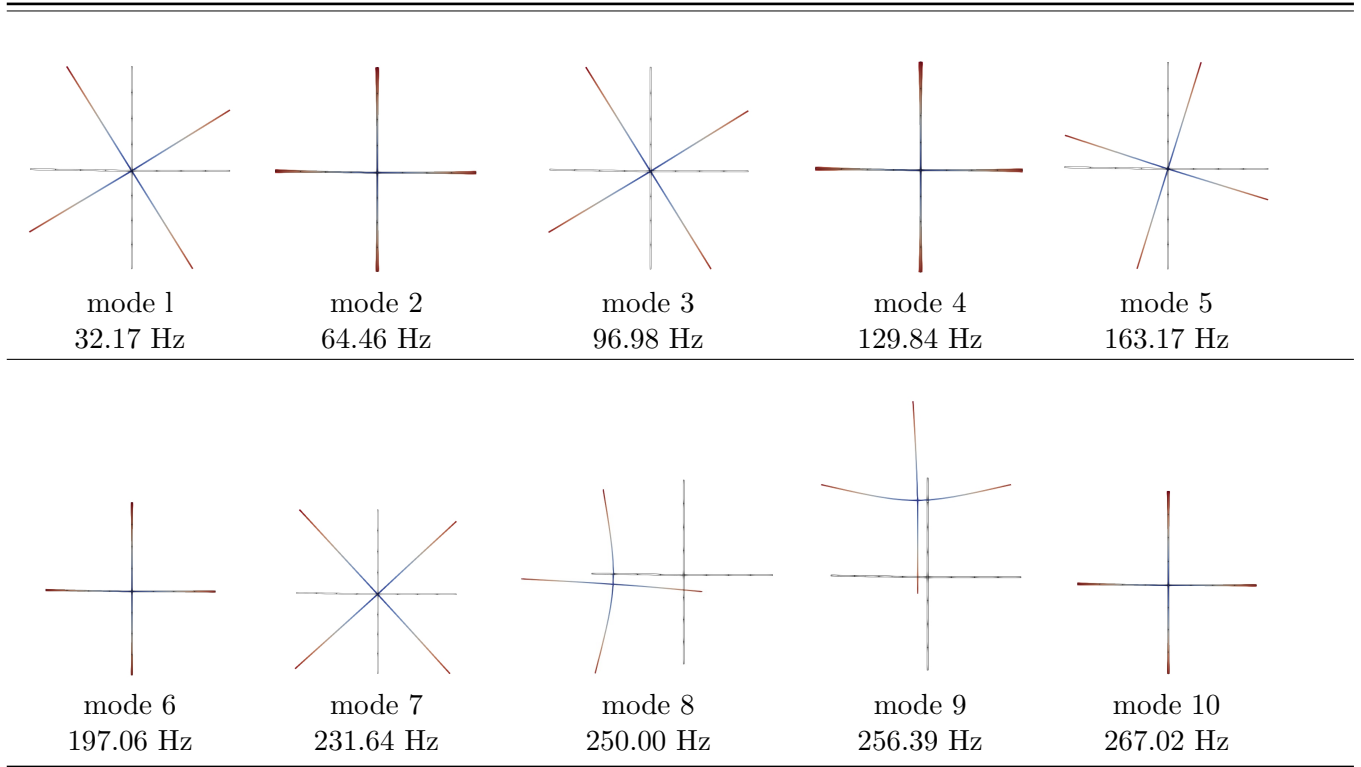 mode l
mode 2
mode 3
mode 4
mode 5
32.17 Hz
64.46 Hz
96.98 Hz
129.84 Hz
163.17 Hz
mode 6
mode 7
mode 8
mode 9
mode 10
197.06 Hz
231.64 Hz
250.00 Hz
256.39 Hz
267.02 Hz